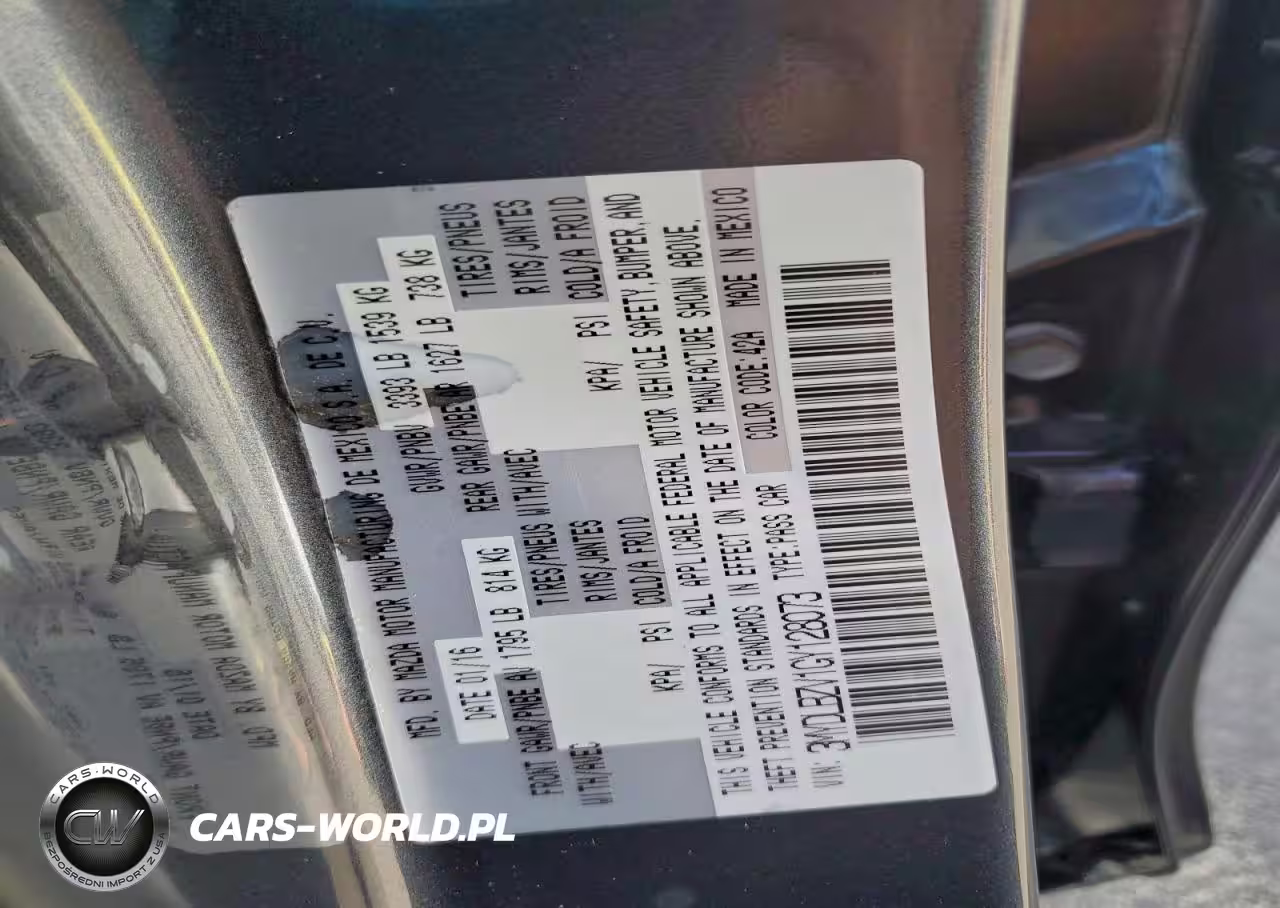 MFD. BY MAZDA MOTOR MANUFACTURING DE MEXICO S.A. DE C.V.
DATE 01/16 GVWR/PNBV 3393 LB 1539 KG
FRONT GAWR/PNBE AV 1795 LB 814 KG REAR GAWR/PNBE AR 1627 LB 738 KG
WITH/AVEC TIRES/PNEUS WITH/AVEC TIRES/PNEUS
RIMS/JANTES RIMS/JANTES
KPA/ PSI COLD/A FROID KPA/ PSI COLD/A FROID
THIS VEHICLE CONFORMS TO ALL APPLICABLE FEDERAL MOTOR VEHICLE SAFETY, BUMPER, AND
THEFT PREVENTION STANDARDS IN EFFECT ON THE DATE OF MANUFACTURE SHOWN ABOVE.
VIN: 3MYDLBZV1GY128073 TYPE:PASS CAR COLOR CODE:42A MADE IN MEXICO
CARS-WORLD
CW
BEZPOŚREDNI IMPORT Z USA
CARS-WORLD.PL